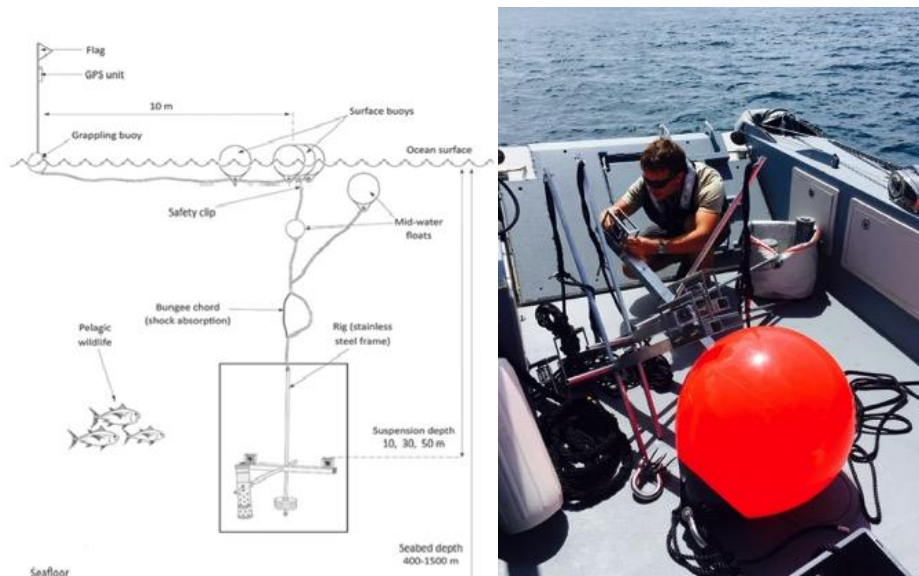 Flag
GPS unit
10 m
Surface buoys
Grappling buoy
Ocean surface
Safety clip
Mid-water
floats
Bungee chord
(shock absorption)
Rig (stainless
steel frame)
Pelagic
wildlife
Suspension depth
10, 30, 50 m
Seabed depth
400-1500 m
Seafloor